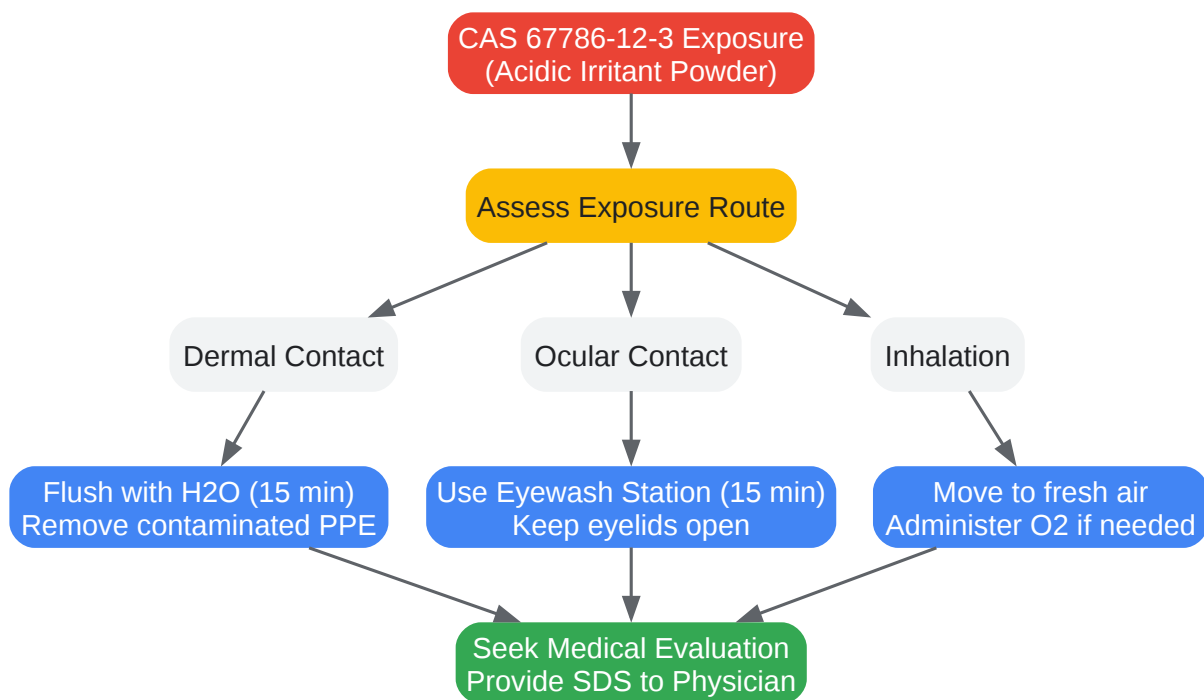 CAS 67786-12-3 Exposure
(Acidic Irritant Powder)
Assess Exposure Route
Dermal Contact
Ocular Contact
Inhalation
Flush with H2O (15 min)
Remove contaminated PPE
Use Eyewash Station (15 min)
Keep eyelids open
Move to fresh air
Administer O2 if needed
Seek Medical Evaluation
Provide SDS to Physician